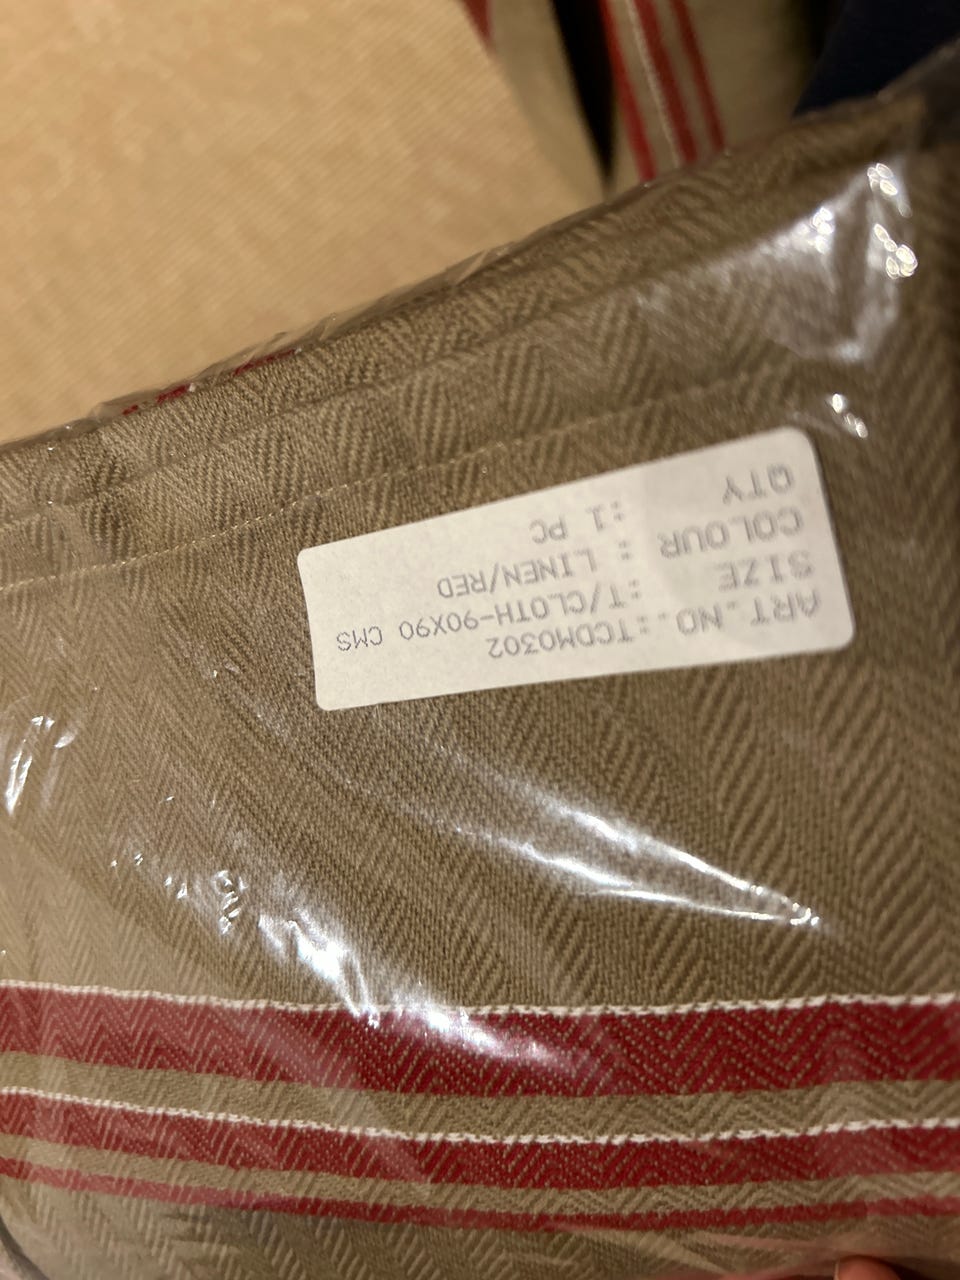 ART.NO. :TCDM0302
SIZE :T/CLOTH-90X90 CMS
COLOUR : LINEN/RED
QTY :1 PC